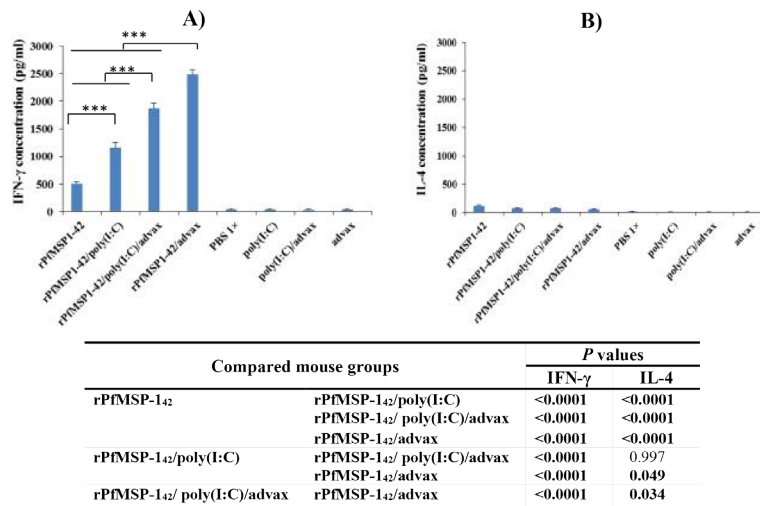 A)
IFN-γ concentration (pg/ml)
3000
2500
2000
1500
1000
500
0
***
***
***
rPfMSP1-42
rPfMSP1-42/poly(I:C)
rPfMSP1-42/poly(I:C)/advax
rPfMSP1-42/advax
PBS 1×
poly(I:C)
poly(I:C)/advax
advax
B)
IL-4 concentration (pg/ml)
3000
2500
2000
1500
1000
500
0
rPfMSP1-42
rPfMSP1-42/poly(I:C)
rPfMSP1-42/poly(I:C)/advax
rPfMSP1-42/advax
PBS 1×
poly(I:C)
poly(I:C)/advax
advax
Compared mouse groups P values
IFN-γ IL-4
rPfMSP-1₄₂ rPfMSP-1₄₂/poly(I:C) <0.0001 <0.0001
rPfMSP-1₄₂/ poly(I:C)/advax <0.0001 <0.0001
rPfMSP-1₄₂/advax <0.0001 <0.0001
rPfMSP-1₄₂/poly(I:C) rPfMSP-1₄₂/ poly(I:C)/advax <0.0001 0.997
rPfMSP-1₄₂/advax <0.0001 0.049
rPfMSP-1₄₂/ poly(I:C)/advax rPfMSP-1₄₂/advax <0.0001 0.034